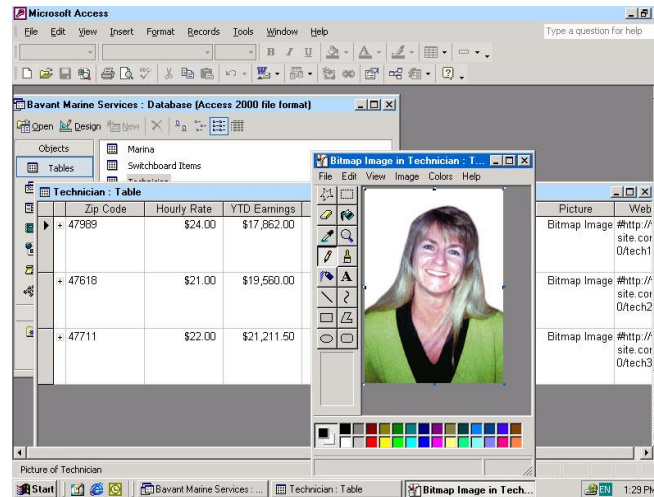 Microsoft Access
File Edit View Insert Format Records Tools Window Help
Type a question for help
B I U
Bavant Marine Services : Database (Access 2000 file format)
Open Design New
Objects
Marina
Tables
Switchboard Items
Technician
Bitmap Image in Technician : T...
File Edit View Image Colors Help
A
Technician : Table
Zip Code Hourly Rate YTD Earnings Picture Web
+ 47989 $24.00 $17,862.00 Bitmap Image #http://
site.cor
0/tech1
+ 47618 $21.00 $19,560.00 Bitmap Image #http://
site.cor
0/tech2
+ 47711 $22.00 $21,211.50 Bitmap Image #http://
site.cor
0/tech3
Picture of Technician
Start Bavant Marine Services : ... Technician : Table Bitmap Image in Tech... EN 1:29 PM